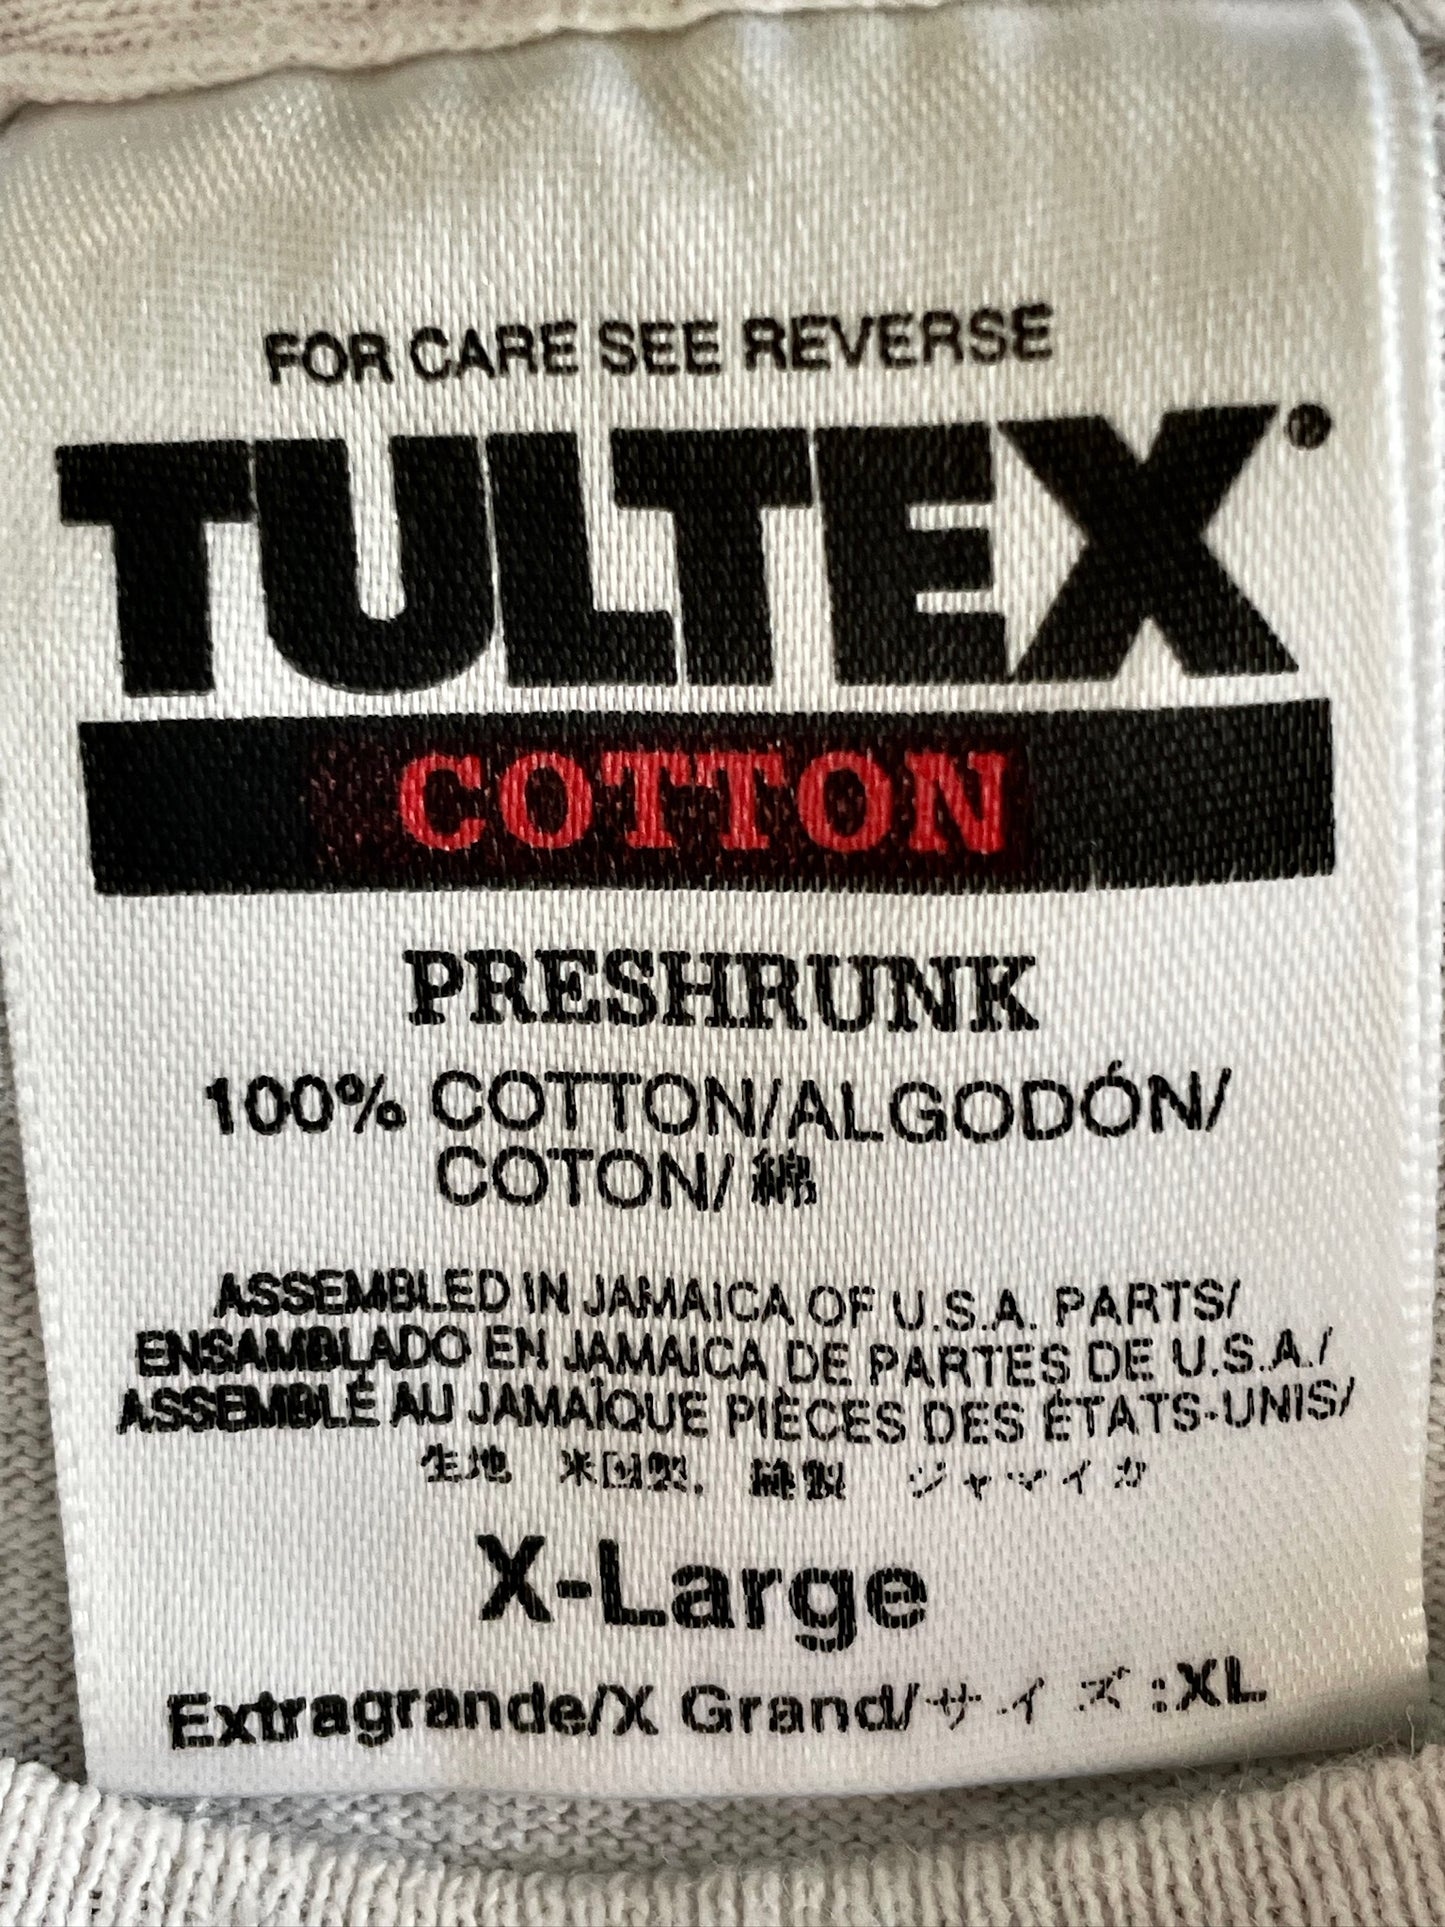 FOR CARE SEE REVERSE
TULTEX®
COTTON
PRESHRUNK
100% COTTON/ALGODÓN/
COTON/綿
ASSEMBLED IN JAMAICA OF U.S.A. PARTS/
ENSAMBLADO EN JAMAICA DE PARTES DE U.S.A./
ASSEMBLÉ AU JAMAÏQUE PIÈCES DES ÉTATS-UNIS/
生地 米国製. 縫製 ジャマイカ
X-Large
Extragrande/X Grand/サイズ:XL